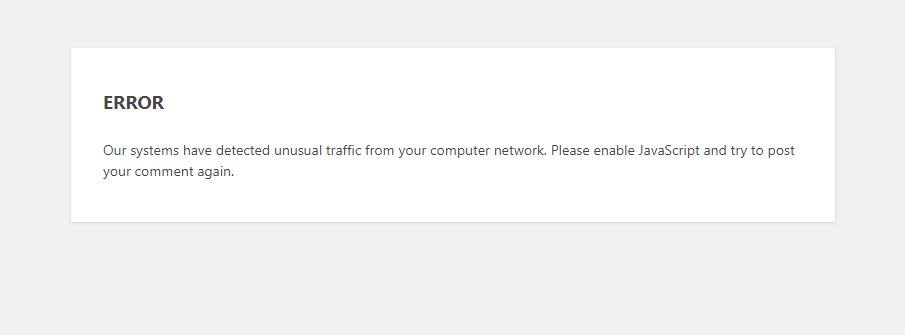 ERROR
Our systems have detected unusual traffic from your computer network. Please enable JavaScript and try to post
your comment again.